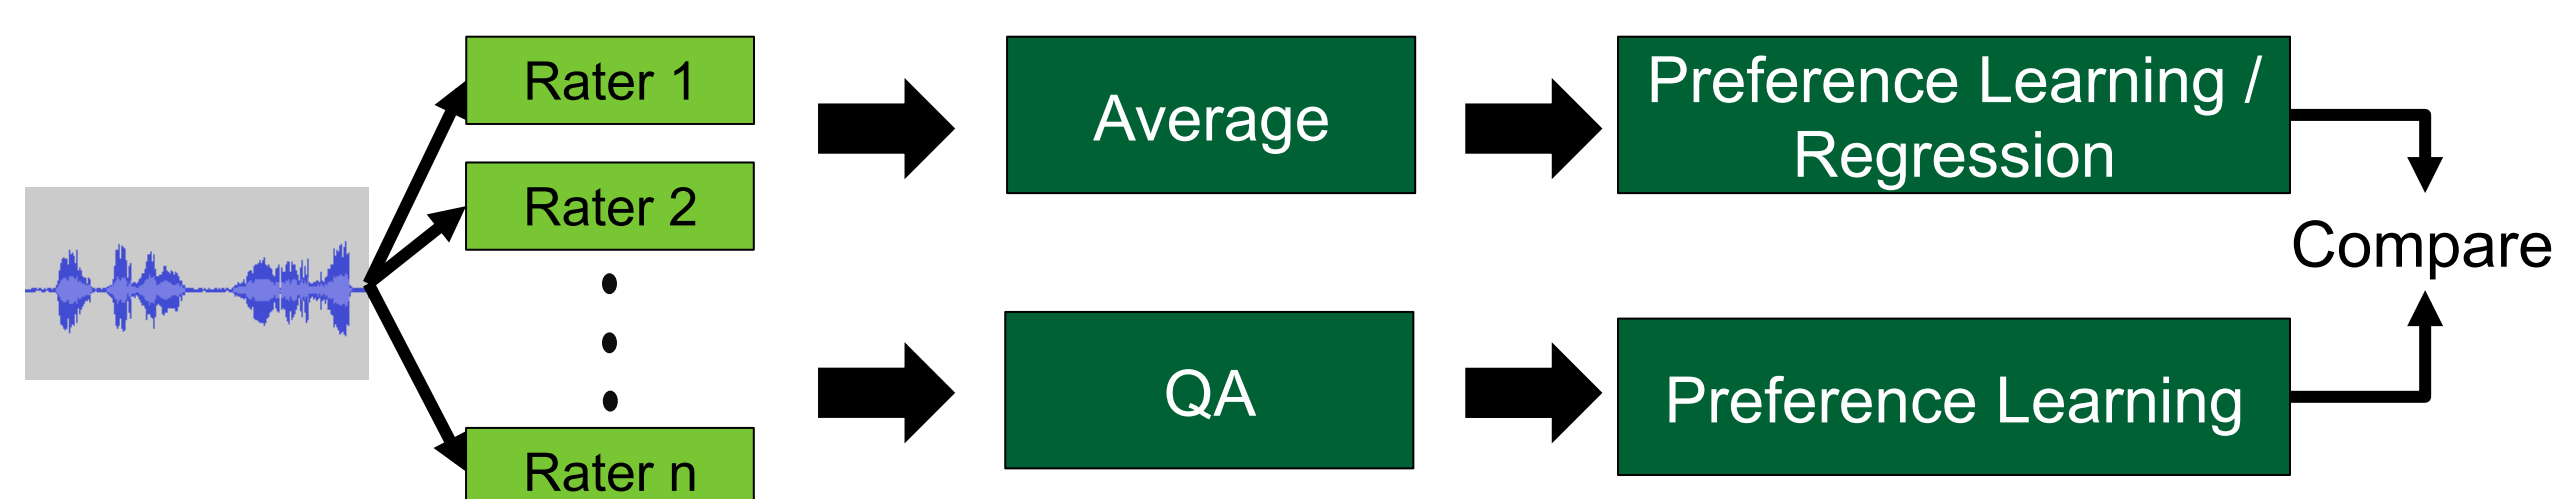 Rater 1
Rater 2
Rater n
Average
QA
Preference Learning /
Regression
Preference Learning
Compare